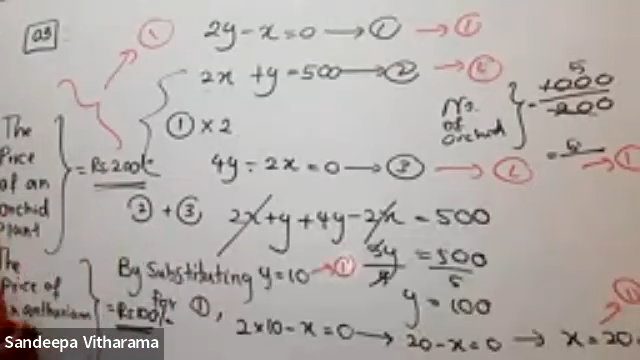 03
2y - x = 0 → ① → ①
2x + y = 500 → ② → ①
① × 2
No. of orchid } = 1000 / 200
= 5 → ①
4y - 2x = 0 → ③ → ①
The Price of an orchid plant } = Rs.200/=
② + ③
2x + y + 4y - 2x = 500
5y / 5 = 500 / 5
By Substituting y = 10 → ①
y = 100
The Price of an anthurium } = Rs 100/=
for ①,
2×10 - x = 0 → 20 - x = 0 → x = 20
Sandeepa Vitharama